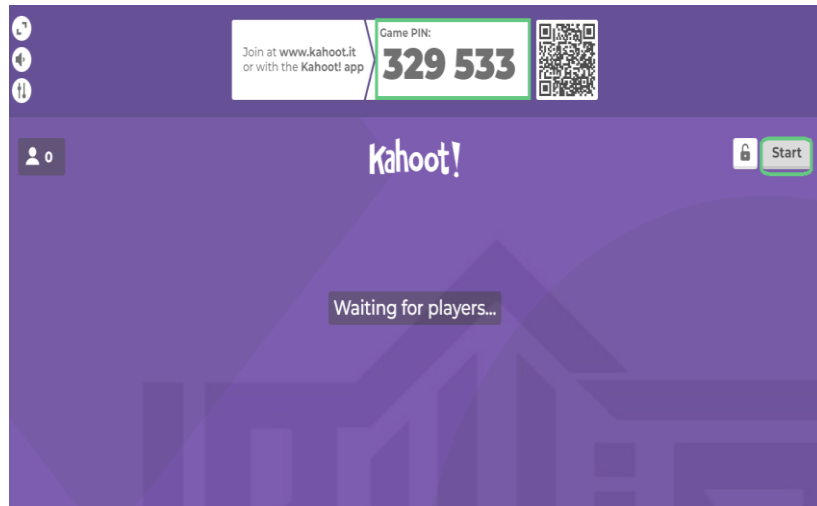 Join at www.kahoot.it
or with the Kahoot! app
Game PIN:
329 533
0
Kahoot!
Start
Waiting for players...